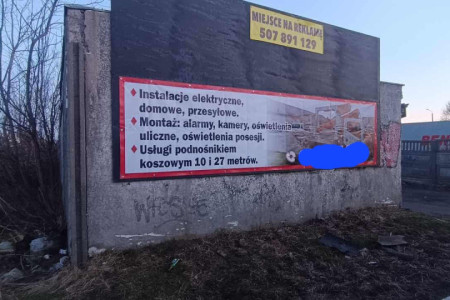 MIEJSCE NA REKLAMĘ
507 891 129
♦ Instalacje elektryczne,
domowe, przesyłowe.
♦ Montaż: alarmy, kamery, oświetlenia
uliczne, oświetlenia posesji.
♦ Usługi podnośnikiem
koszowym 10 i 27 metrów.